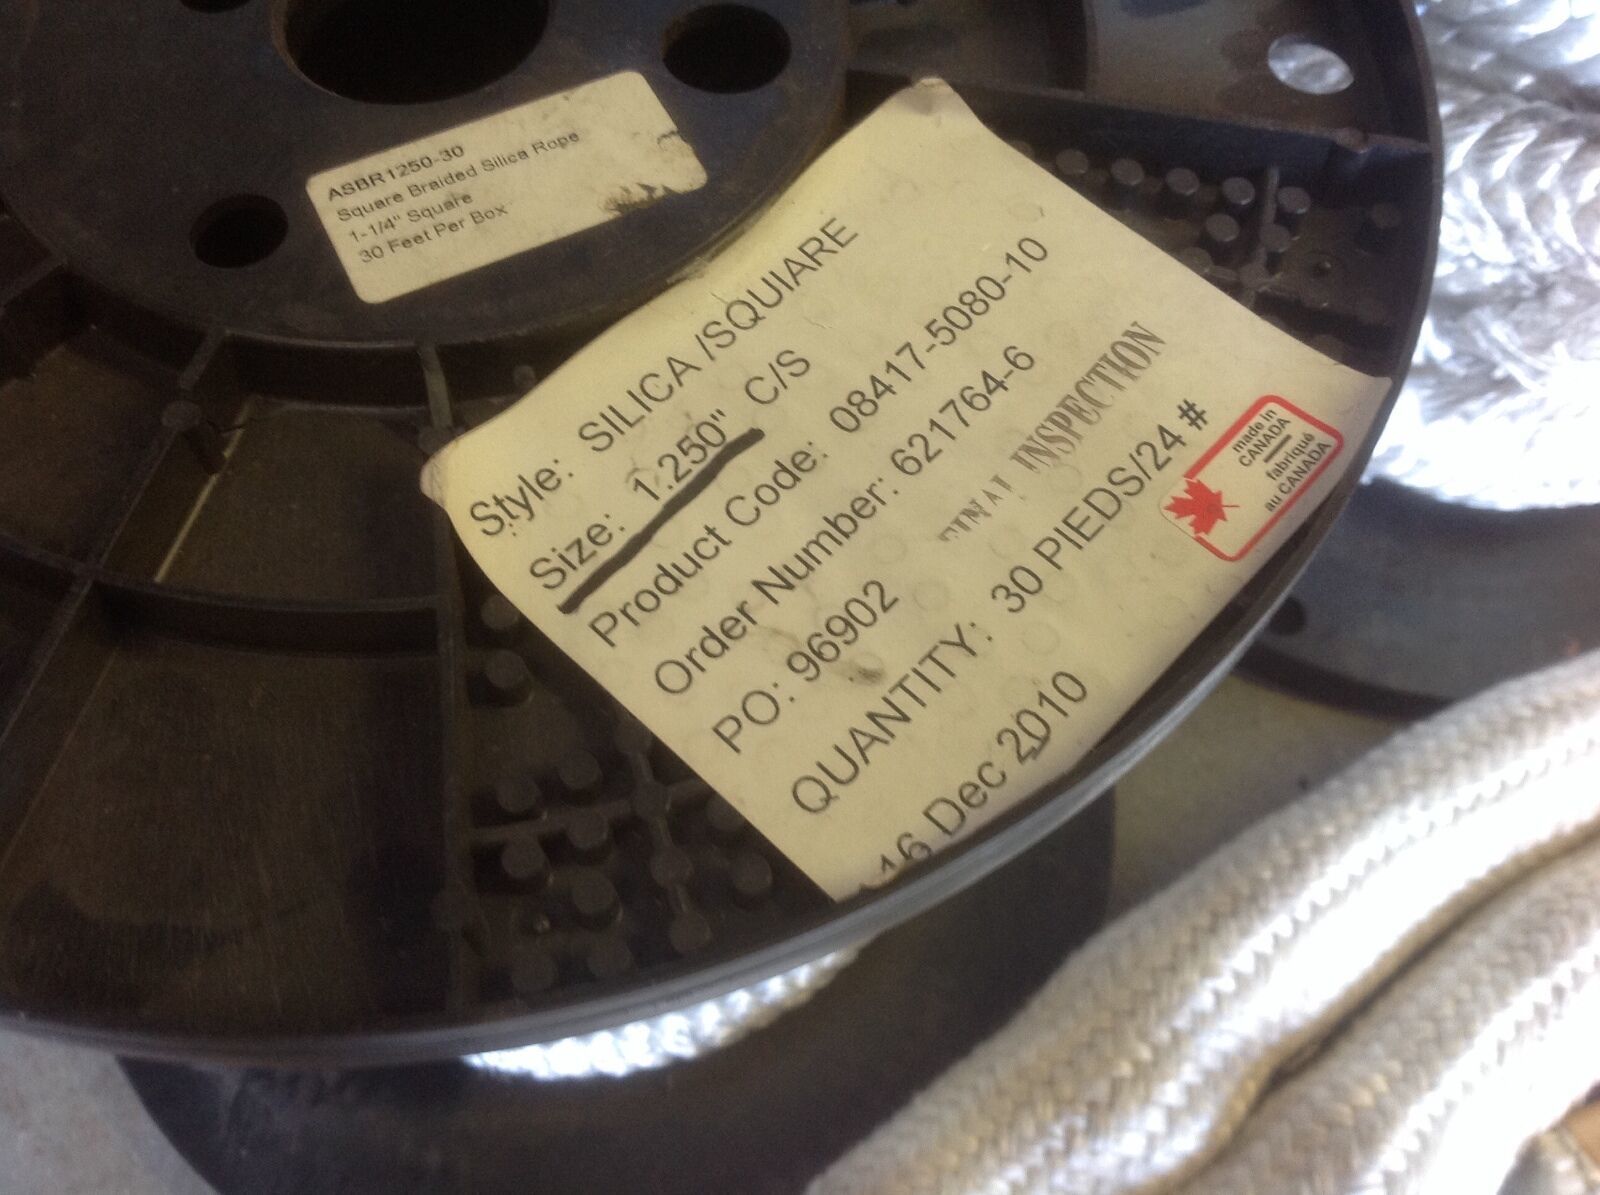 ASBR1250-30
Square Braided Silica Rope
1-1/4" Square
30 Feet Per Box
Style: SILICA /SQUIARE
Size: 1.250" C/S
Product Code: 08417-5080-10
Order Number: 621764-6
PO: 96902
FINAL INSPECTION
QUANTITY: 30 PIEDS/24 #
16 Dec 2010
made in
CANADA
fabriqué
au CANADA